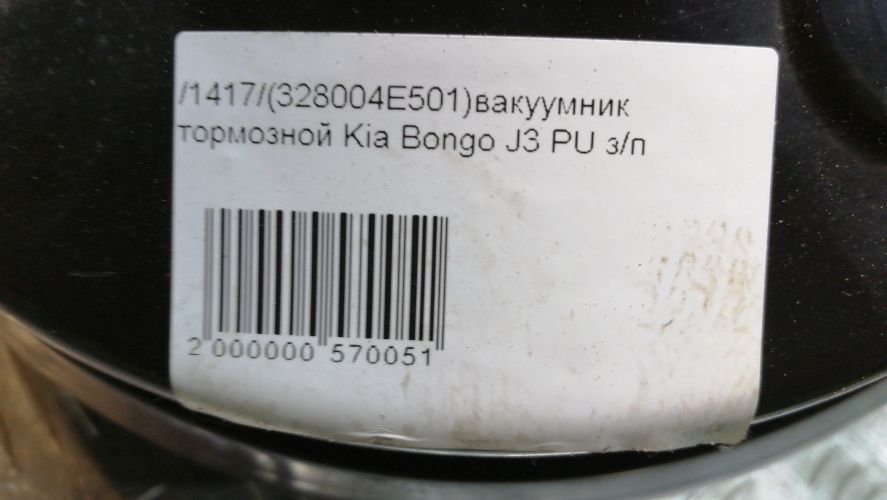 /1417/(328004E501)вакуумник
тормозной Kia Bongo J3 PU з/п
2 000000 570051